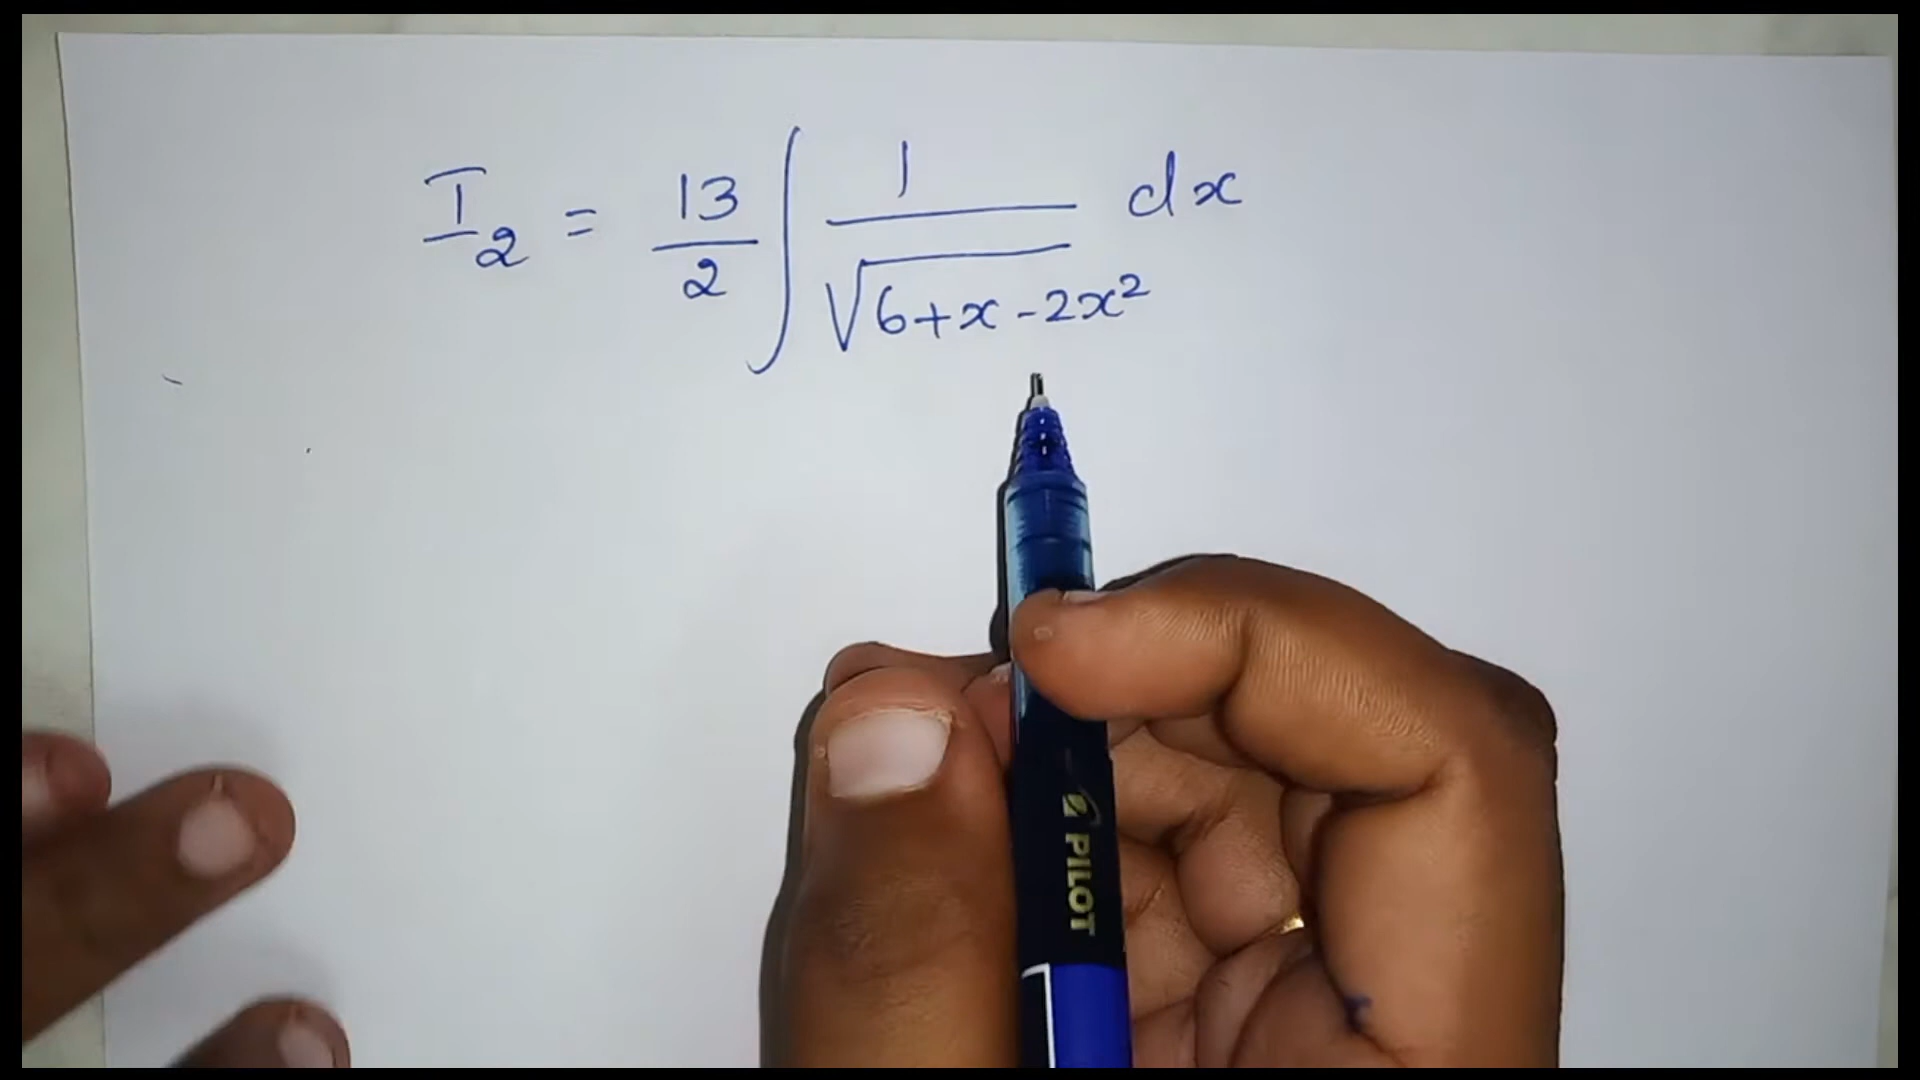 I₂ = 13/2 ∫ 1/√(6+x-2x²) dx
PILOT